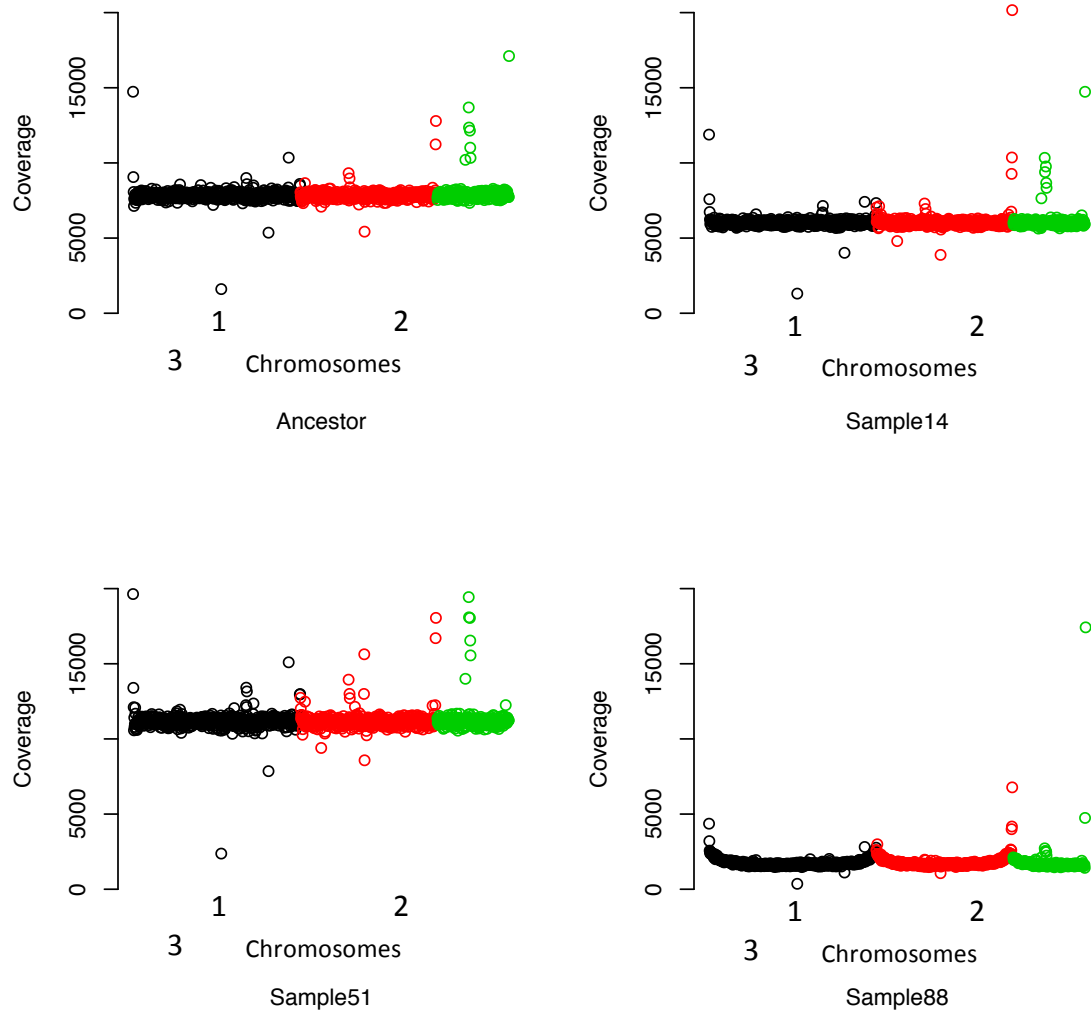 Coverage
15000
5000
0
1 2
3 Chromosomes
Ancestor
Coverage
15000
5000
0
1 2
3 Chromosomes
Sample14
Coverage
15000
5000
0
1 2
3 Chromosomes
Sample51
Coverage
15000
5000
0
1 2
3 Chromosomes
Sample88